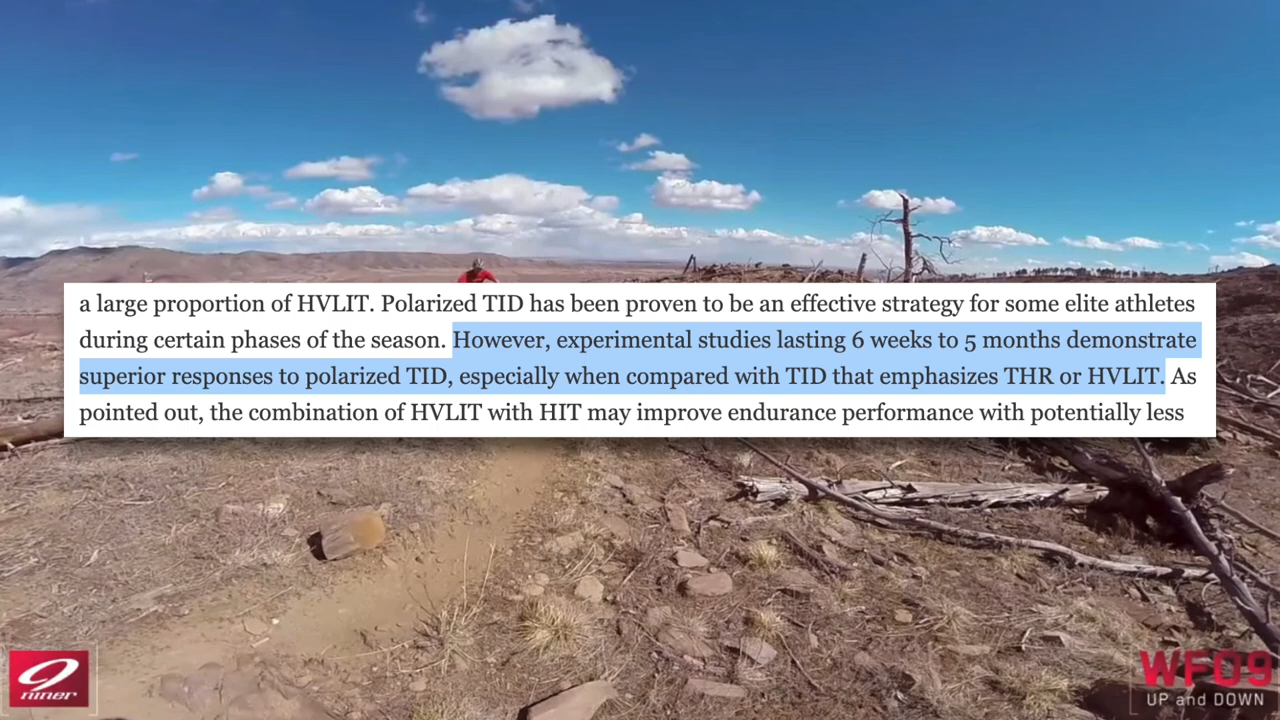 a large proportion of HVLIT. Polarized TID has been proven to be an effective strategy for some elite athletes
during certain phases of the season. However, experimental studies lasting 6 weeks to 5 months demonstrate
superior responses to polarized TID, especially when compared with TID that emphasizes THR or HVLIT. As
pointed out, the combination of HVLIT with HIT may improve endurance performance with potentially less
niner
WFO9
UP and DOWN